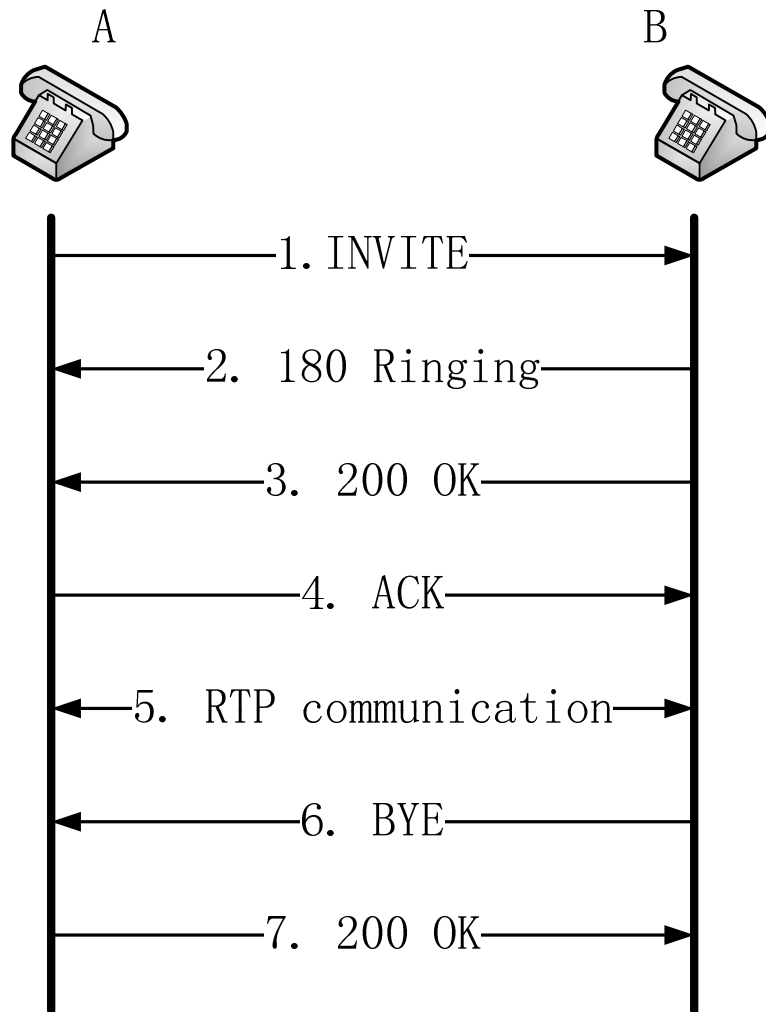 A
B
1. INVITE
2. 180 Ringing
3. 200 OK
4. ACK
5. RTP communication
6. BYE
7. 200 OK